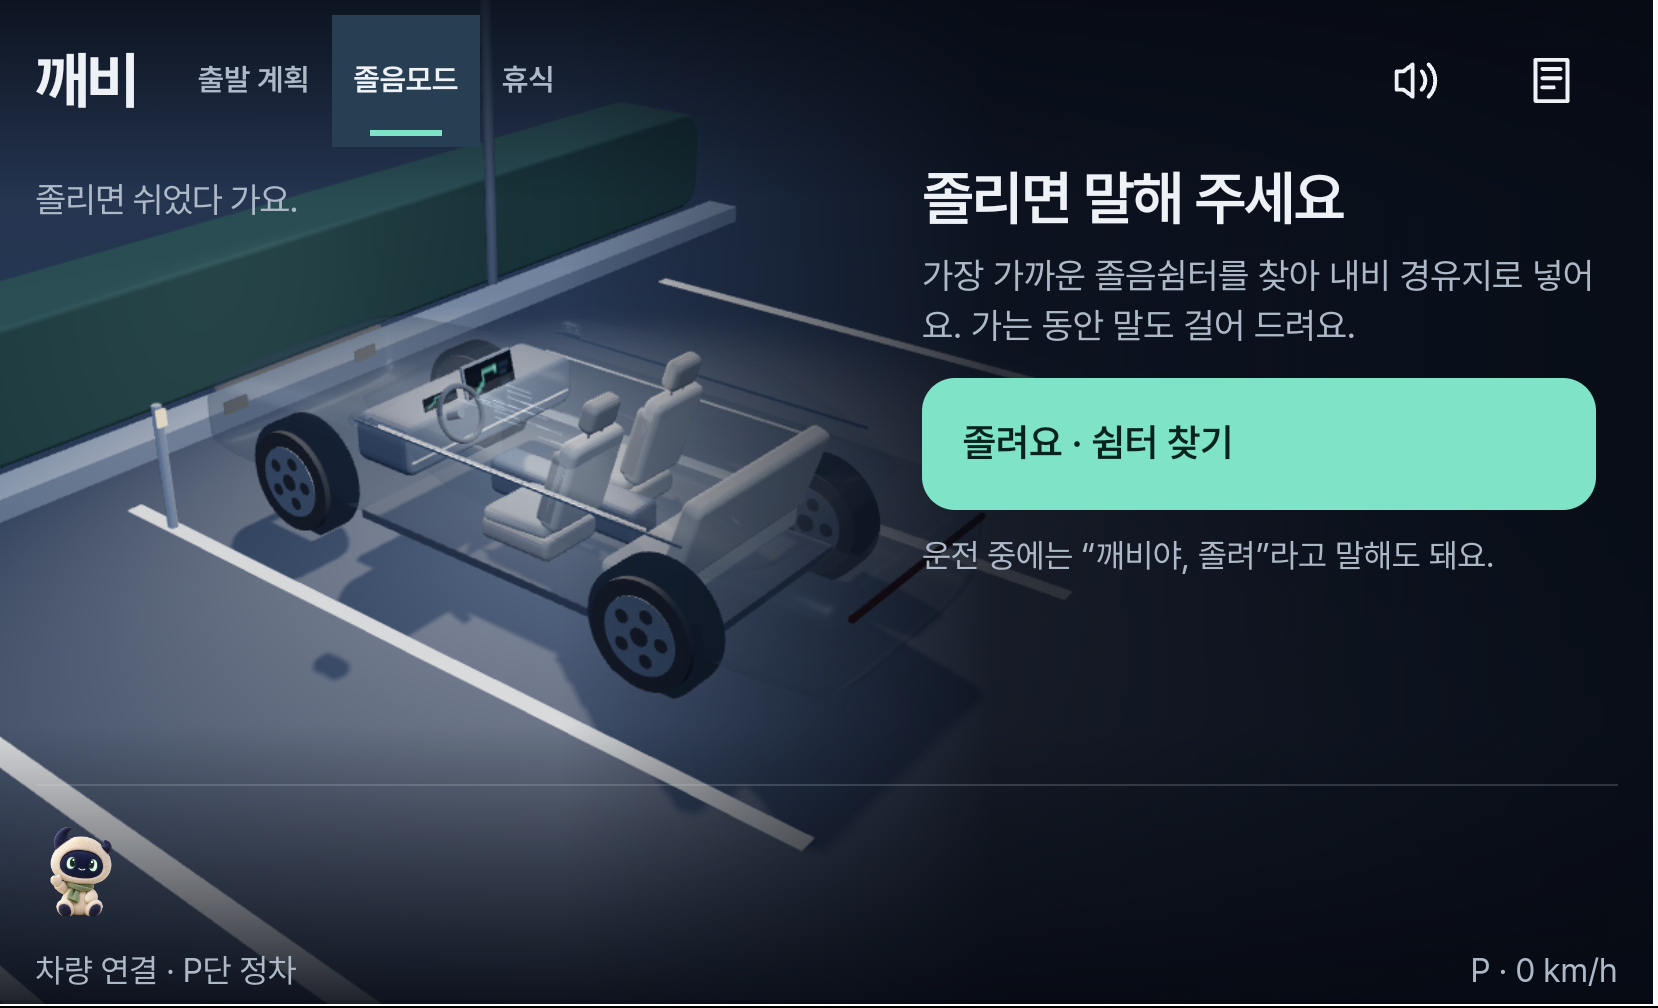 깨비
출발 계획
졸음모드
휴식
졸리면 쉬었다 가요.
졸리면 말해 주세요
가장 가까운 졸음쉼터를 찾아 내비 경유지로 넣어
요. 가는 동안 말도 걸어 드려요.
졸려요 · 쉼터 찾기
운전 중에는 “깨비야, 졸려”라고 말해도 돼요.
차량 연결 · P단 정차
P · 0 km/h